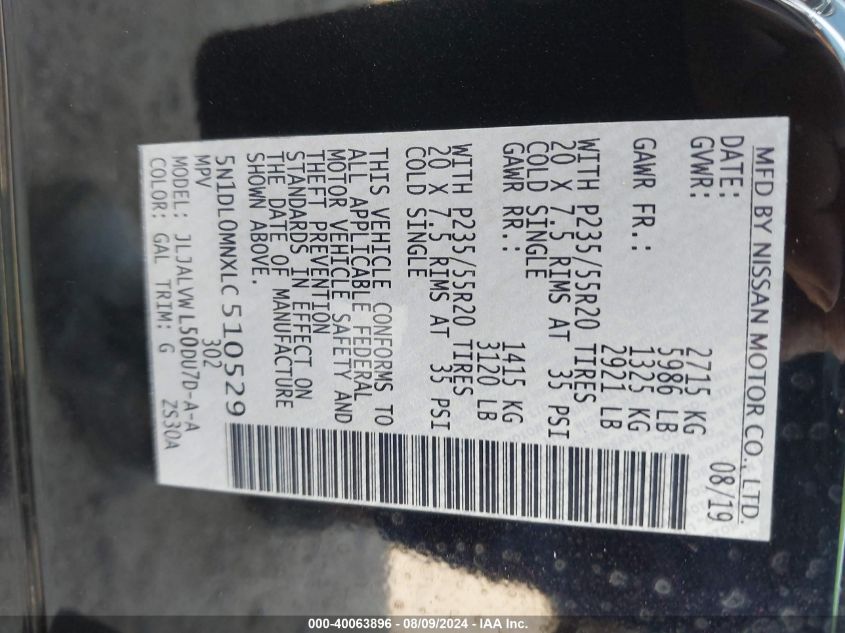 MFD BY NISSAN MOTOR CO., LTD.
DATE: 08/19
GVWR: 2715 KG
5986 LB
GAWR FR.: 1325 KG
2921 LB
WITH P235/55R20 TIRES
20 X 7.5 RIMS AT 35 PSI
COLD SINGLE
GAWR RR.: 1415 KG
3120 LB
WITH P235/55R20 TIRES
20 X 7.5 RIMS AT 35 PSI
COLD SINGLE
THIS VEHICLE CONFORMS TO
ALL APPLICABLE FEDERAL
MOTOR VEHICLE SAFETY AND
THEFT PREVENTION
STANDARDS IN EFFECT ON
THE DATE OF MANUFACTURE
SHOWN ABOVE.
5N1DL0MNXLC510529
MPV 302
MODEL: JLJALVWL50DU7D-A-A
COLOR: GAL TRIM: G ZS30A
000-40063896 - 08/09/2024 - IAA Inc.